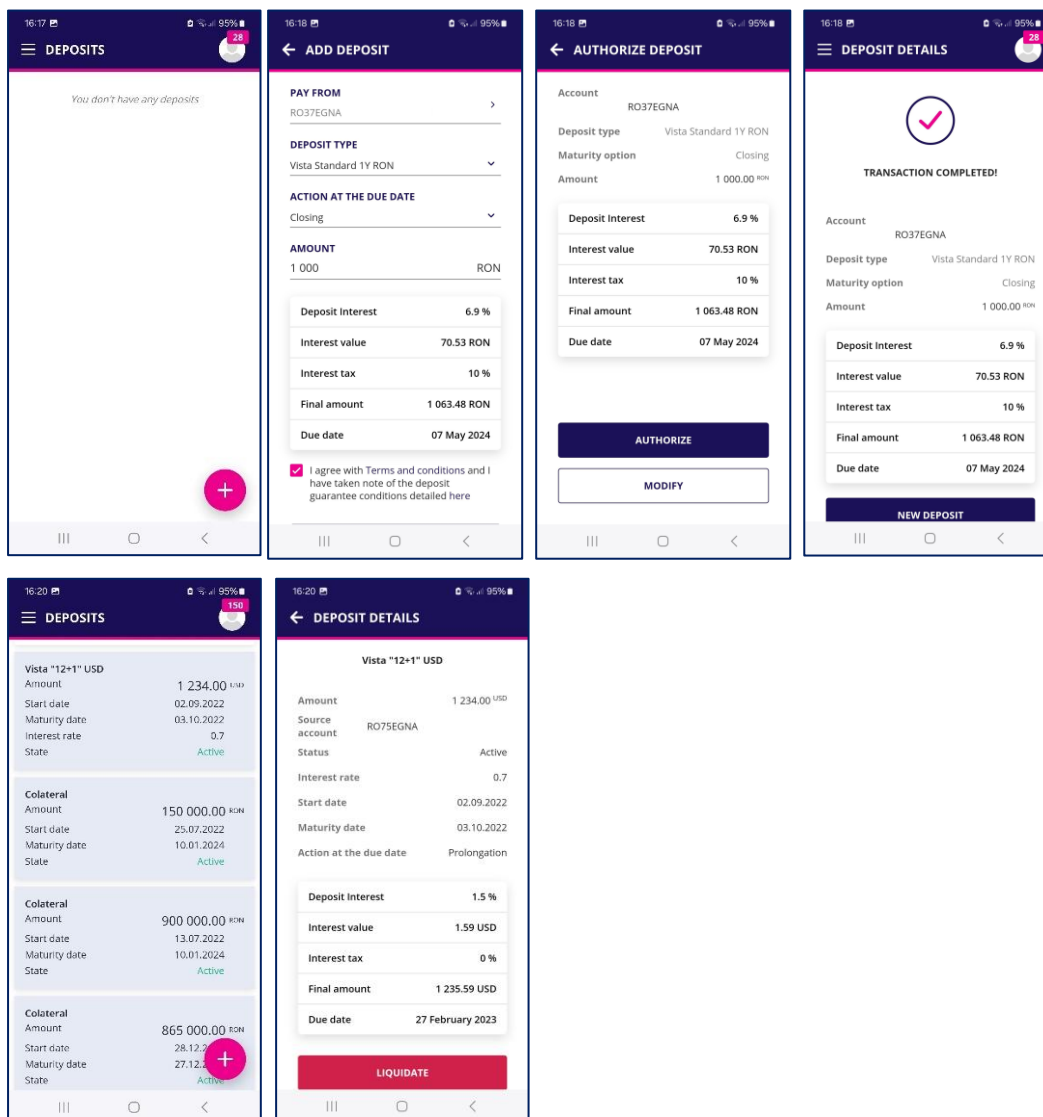 16:17 95%
DEPOSITS 28
You don't have any deposits
+
16:18 95%
ADD DEPOSIT
PAY FROM
RO37EGNA
DEPOSIT TYPE
Vista Standard 1Y RON
ACTION AT THE DUE DATE
Closing
AMOUNT
1 000 RON
Deposit Interest 6.9 %
Interest value 70.53 RON
Interest tax 10 %
Final amount 1 063.48 RON
Due date 07 May 2024
I agree with Terms and conditions and I
have taken note of the deposit
guarantee conditions detailed here
16:18 95%
AUTHORIZE DEPOSIT
Account
RO37EGNA
Deposit type Vista Standard 1Y RON
Maturity option Closing
Amount 1 000.00 RON
Deposit Interest 6.9 %
Interest value 70.53 RON
Interest tax 10 %
Final amount 1 063.48 RON
Due date 07 May 2024
AUTHORIZE
MODIFY
16:18 95%
DEPOSIT DETAILS 28
TRANSACTION COMPLETED!
Account
RO37EGNA
Deposit type Vista Standard 1Y RON
Maturity option Closing
Amount 1 000.00 RON
Deposit Interest 6.9 %
Interest value 70.53 RON
Interest tax 10 %
Final amount 1 063.48 RON
Due date 07 May 2024
NEW DEPOSIT
16:20 95%
DEPOSITS 150
Vista "12+1" USD
Amount 1 234.00 USD
Start date 02.09.2022
Maturity date 03.10.2022
Interest rate 0.7
State Active
Colateral
Amount 150 000.00 RON
Start date 25.07.2022
Maturity date 10.01.2024
State Active
Colateral
Amount 900 000.00 RON
Start date 13.07.2022
Maturity date 10.01.2024
State Active
Colateral
Amount 865 000.00 RON
Start date 28.12.2
Maturity date 27.12.
State Active
+
16:20 95%
DEPOSIT DETAILS
Vista "12+1" USD
Amount 1 234.00 USD
Source
account RO75EGNA
Status Active
Interest rate 0.7
Start date 02.09.2022
Maturity date 03.10.2022
Action at the due date Prolongation
Deposit Interest 1.5 %
Interest value 1.59 USD
Interest tax 0 %
Final amount 1 235.59 USD
Due date 27 February 2023
LIQUIDATE